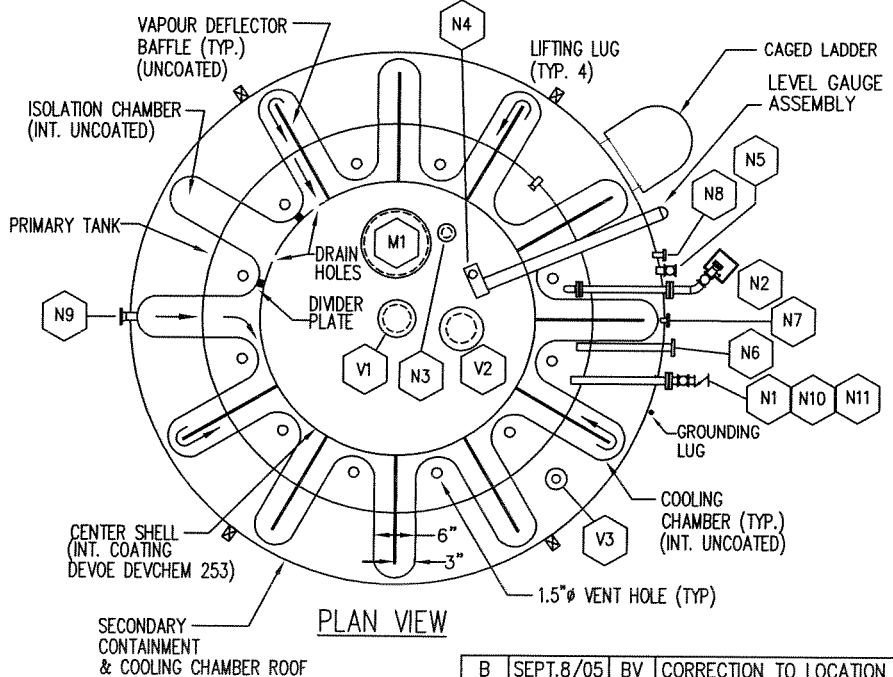 VAPOUR DEFLECTOR
BAFFLE (TYP.)
(UNCOATED)
N4
LIFTING LUG
(TYP. 4)
CAGED LADDER
LEVEL GAUGE
ASSEMBLY
ISOLATION CHAMBER
(INT. UNCOATED)
N5
N8
PRIMARY TANK
M1
DRAIN
HOLES
N2
DIVIDER
PLATE
N9
N7
V1
N3
V2
N6
N1
N10
N11
GROUNDING
LUG
COOLING
CHAMBER (TYP.)
(INT. UNCOATED)
V3
CENTER SHELL
(INT. COATING
DEVOE DEVCHEM 253)
6"
3"
1.5"ø VENT HOLE (TYP)
PLAN VIEW
SECONDARY
CONTAINMENT
& COOLING CHAMBER ROOF
B SEPT.8/05 BV CORRECTION TO LOCATION